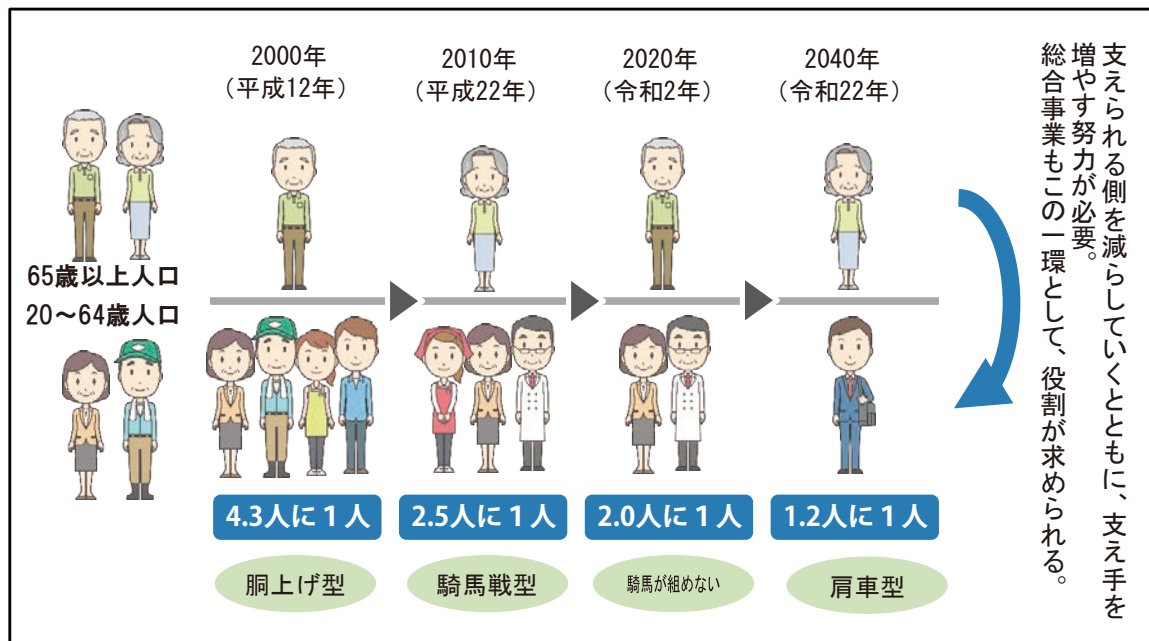 2000年
（平成12年）
2010年
（平成22年）
2020年
（令和2年）
2040年
（令和22年）
65歳以上人口
20～64歳人口
4.3人に１人
2.5人に１人
2.0人に１人
1.2人に１人
胴上げ型
騎馬戦型
騎馬が組めない
肩車型
支えられる側を減らしていくとともに、支え手を
増やす努力が必要。
総合事業もこの一環として、役割が求められる。